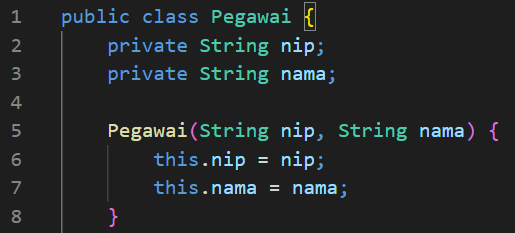 1 public class Pegawai {
2     private String nip;
3     private String nama;
4
5     Pegawai(String nip, String nama) {
6         this.nip = nip;
7         this.nama = nama;
8     }